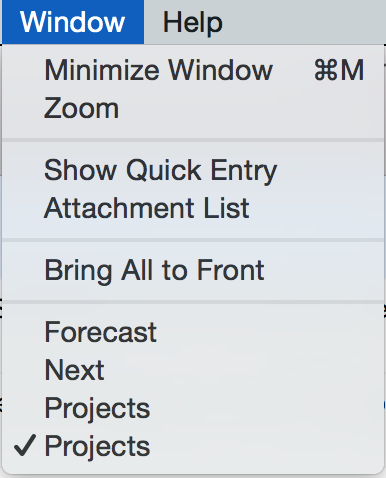 Window Help
Minimize Window ⌘M
Zoom
Show Quick Entry
Attachment List
Bring All to Front
Forecast
Next
Projects
✓ Projects